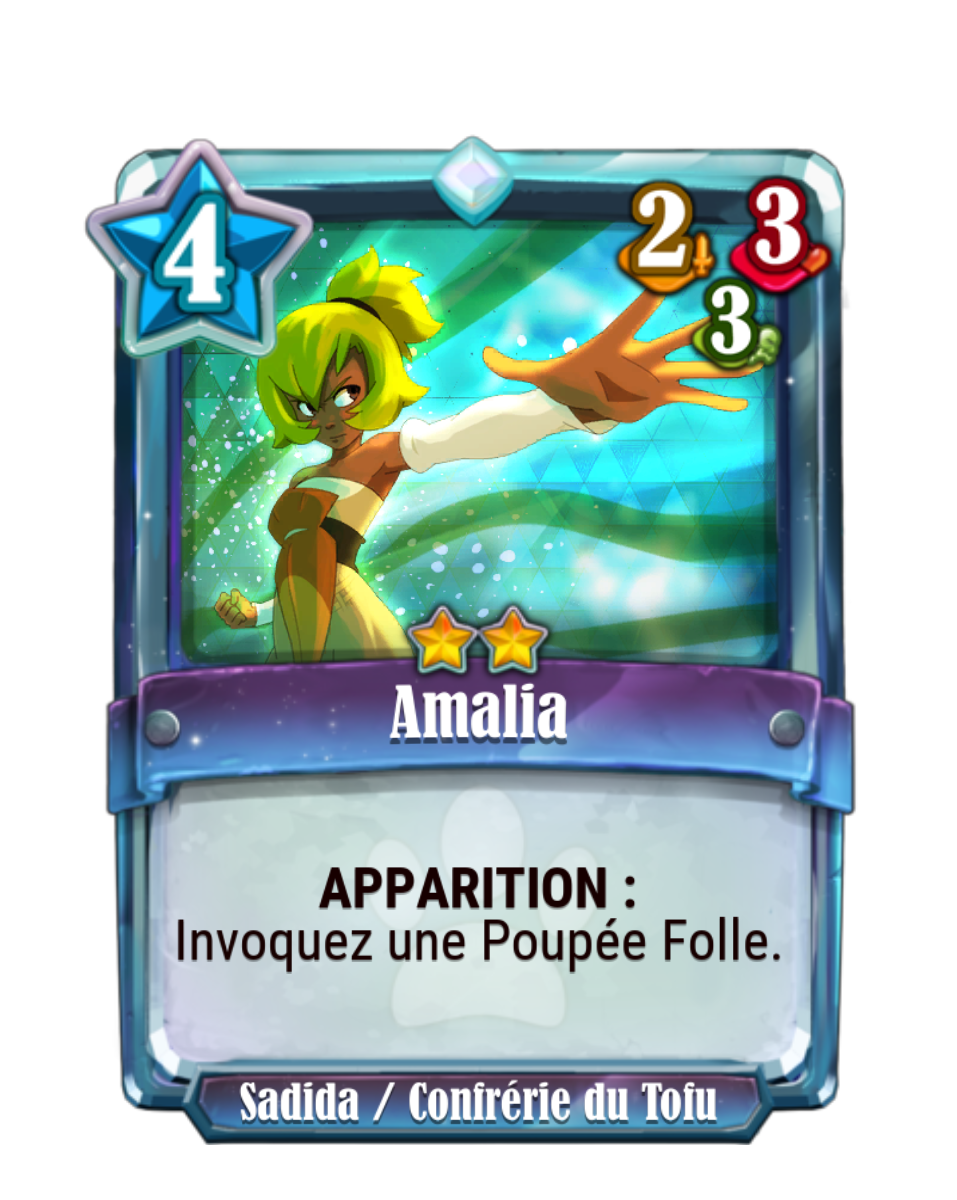 4
2
3
3
Amalia
APPARITION :
Invoquez une Poupée Folle.
Sadida / Confrérie du Tofu